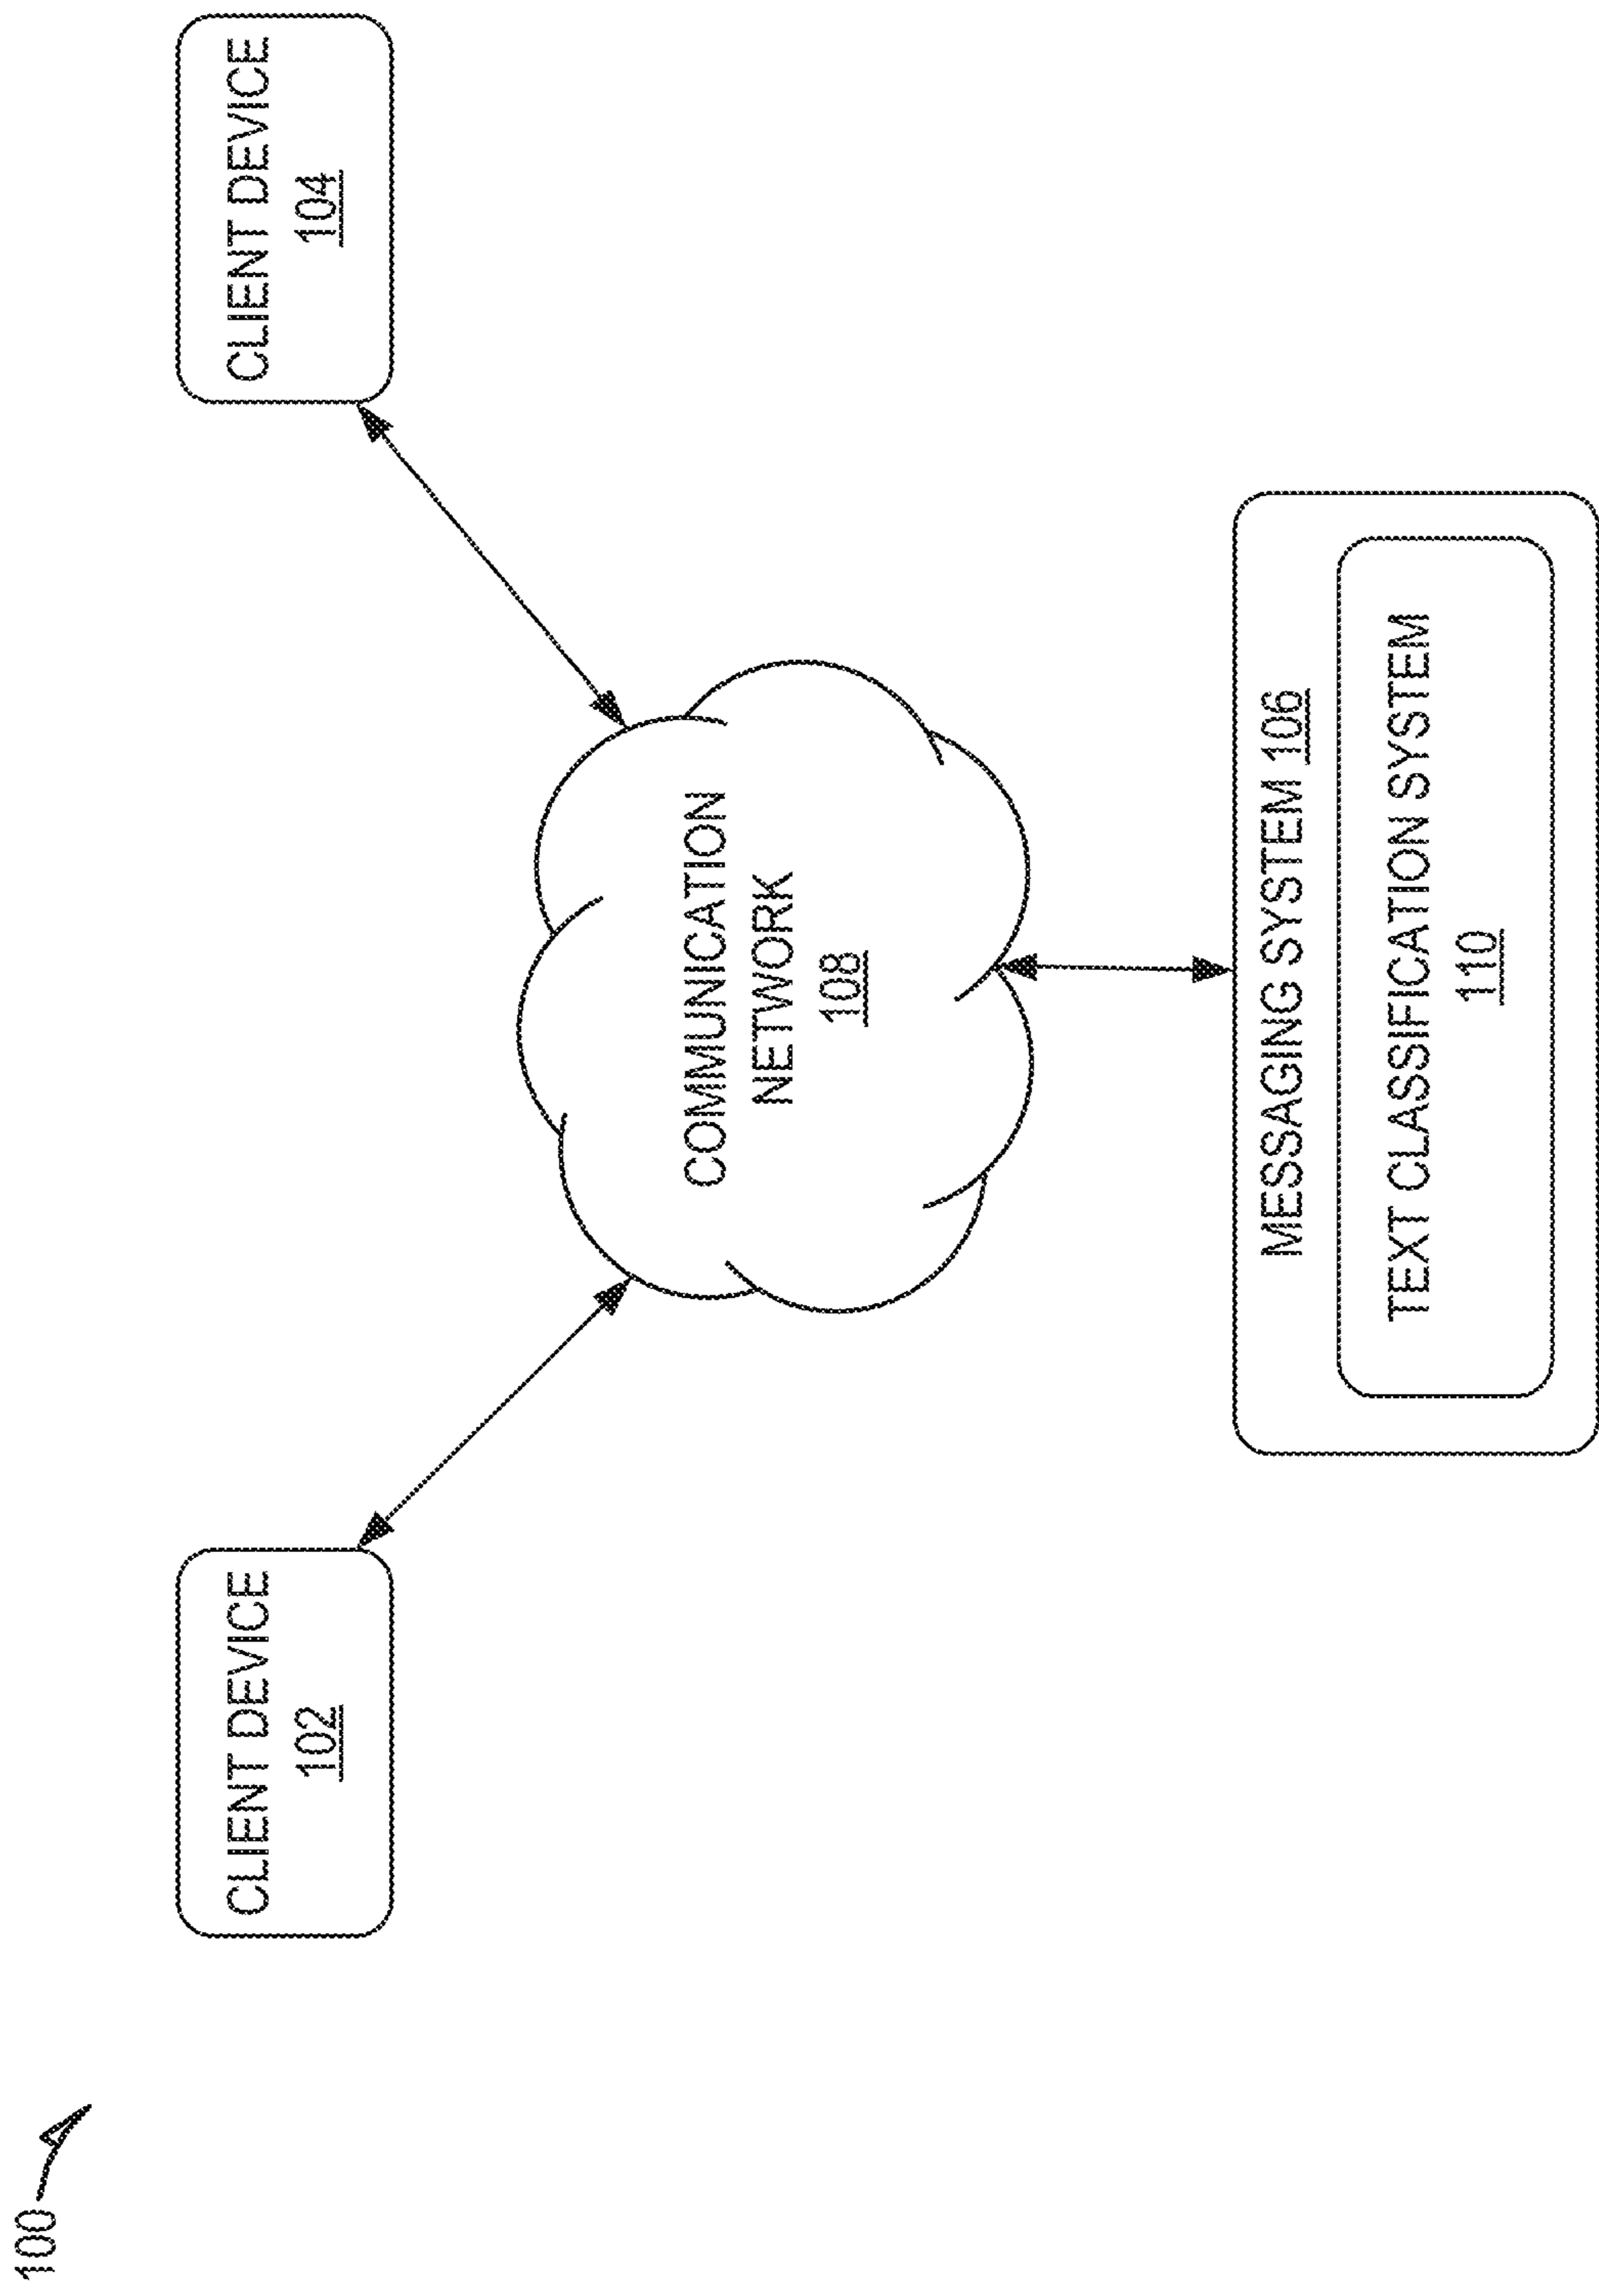 100
CLIENT DEVICE
102
CLIENT DEVICE
104
COMMUNICATION
NETWORK
108
MESSAGING SYSTEM 106
TEXT CLASSIFICATION SYSTEM
110